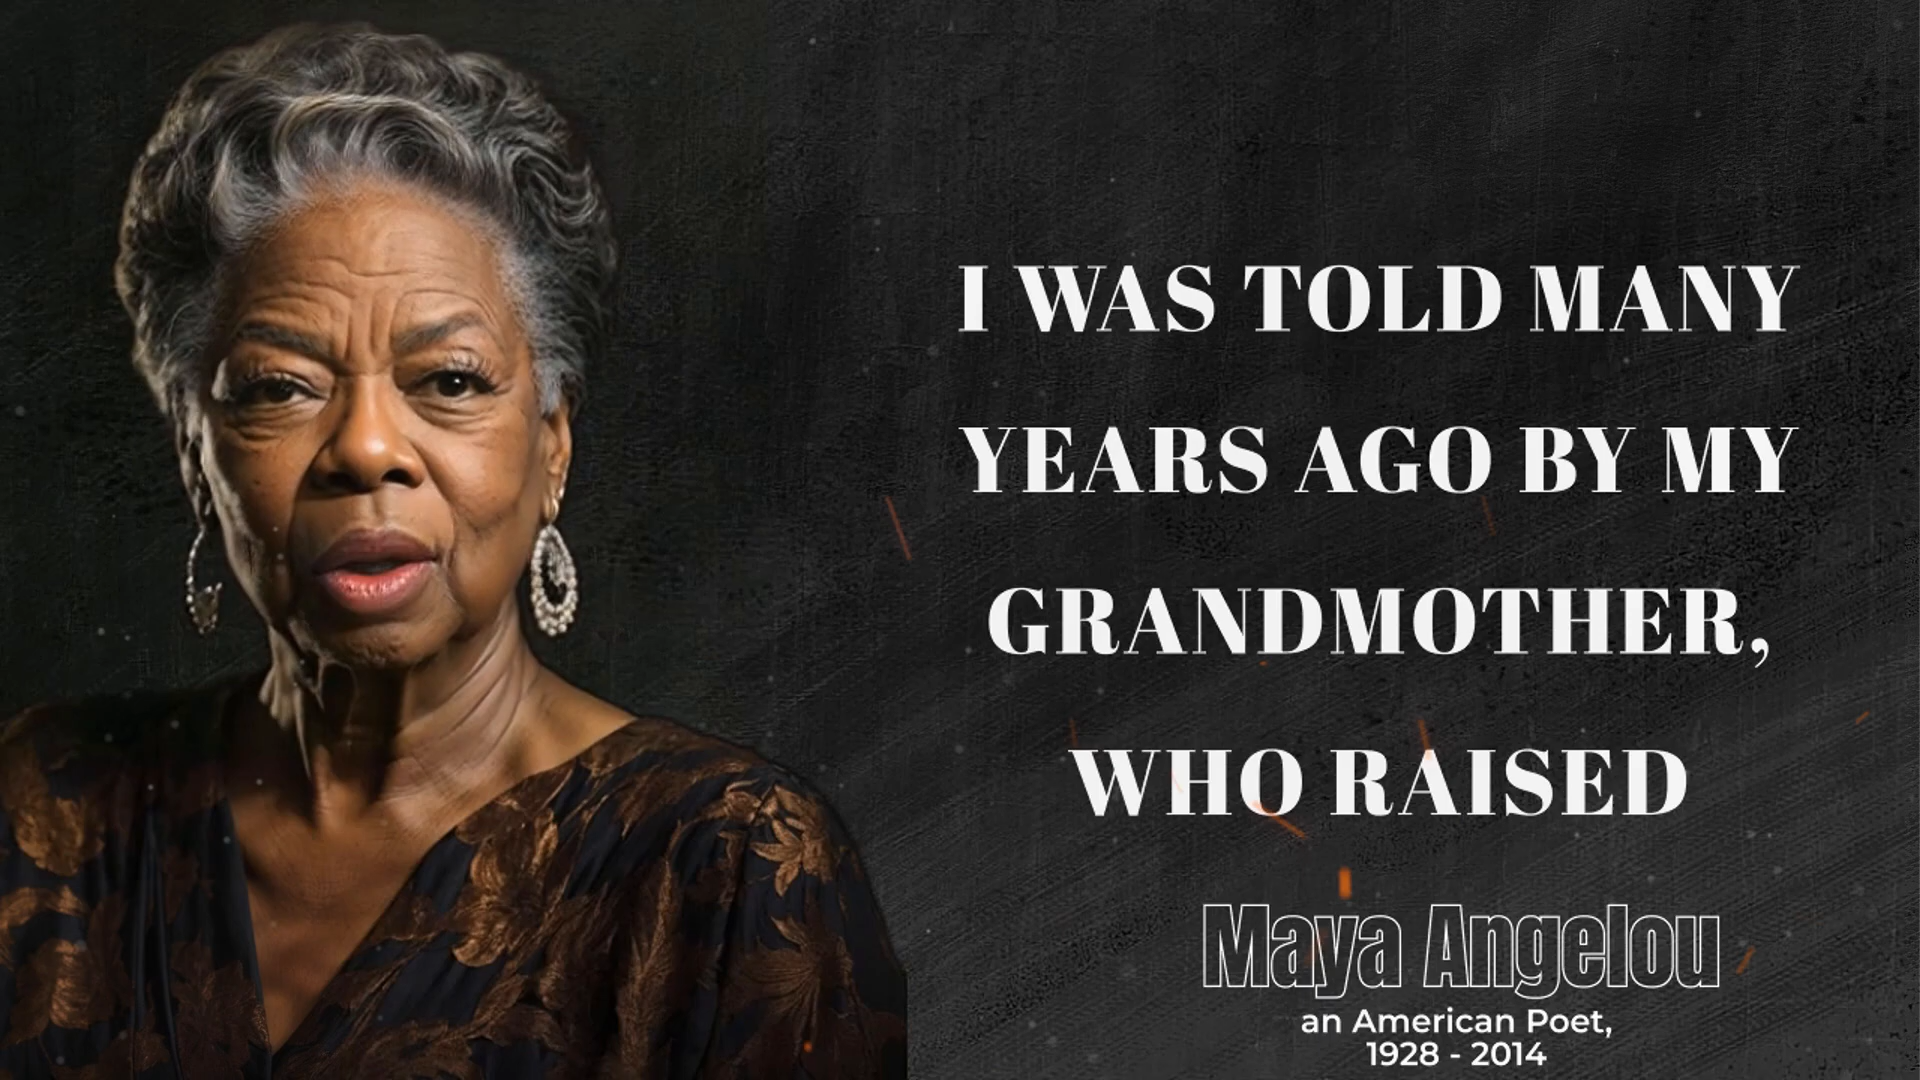 I WAS TOLD MANY
YEARS AGO BY MY
GRANDMOTHER,
WHO RAISED
Maya Angelou
an American Poet,
1928 - 2014